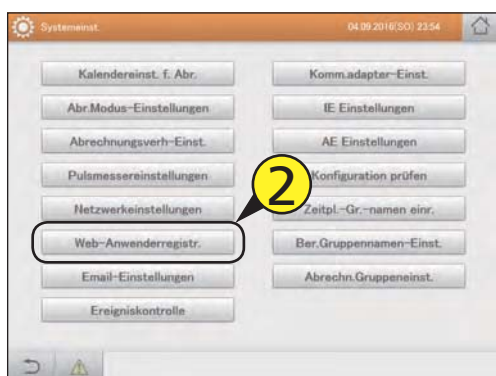 Systemeinst.
04.09.2016(SO) 23:54
Kalendereinst. f. Abr.
Komm.adapter-Einst.
Abr.Modus-Einstellungen
IE Einstellungen
Abrechnungsverh-Einst.
AE Einstellungen
Pulsmessereinstellungen
Konfiguration prüfen
2
Netzwerkeinstellungen
Zeitpl.-Gr.-namen einr.
Web-Anwenderregistr.
Ber.Gruppennamen-Einst.
Email-Einstellungen
Abrechn.Gruppeneinst.
Ereigniskontrolle